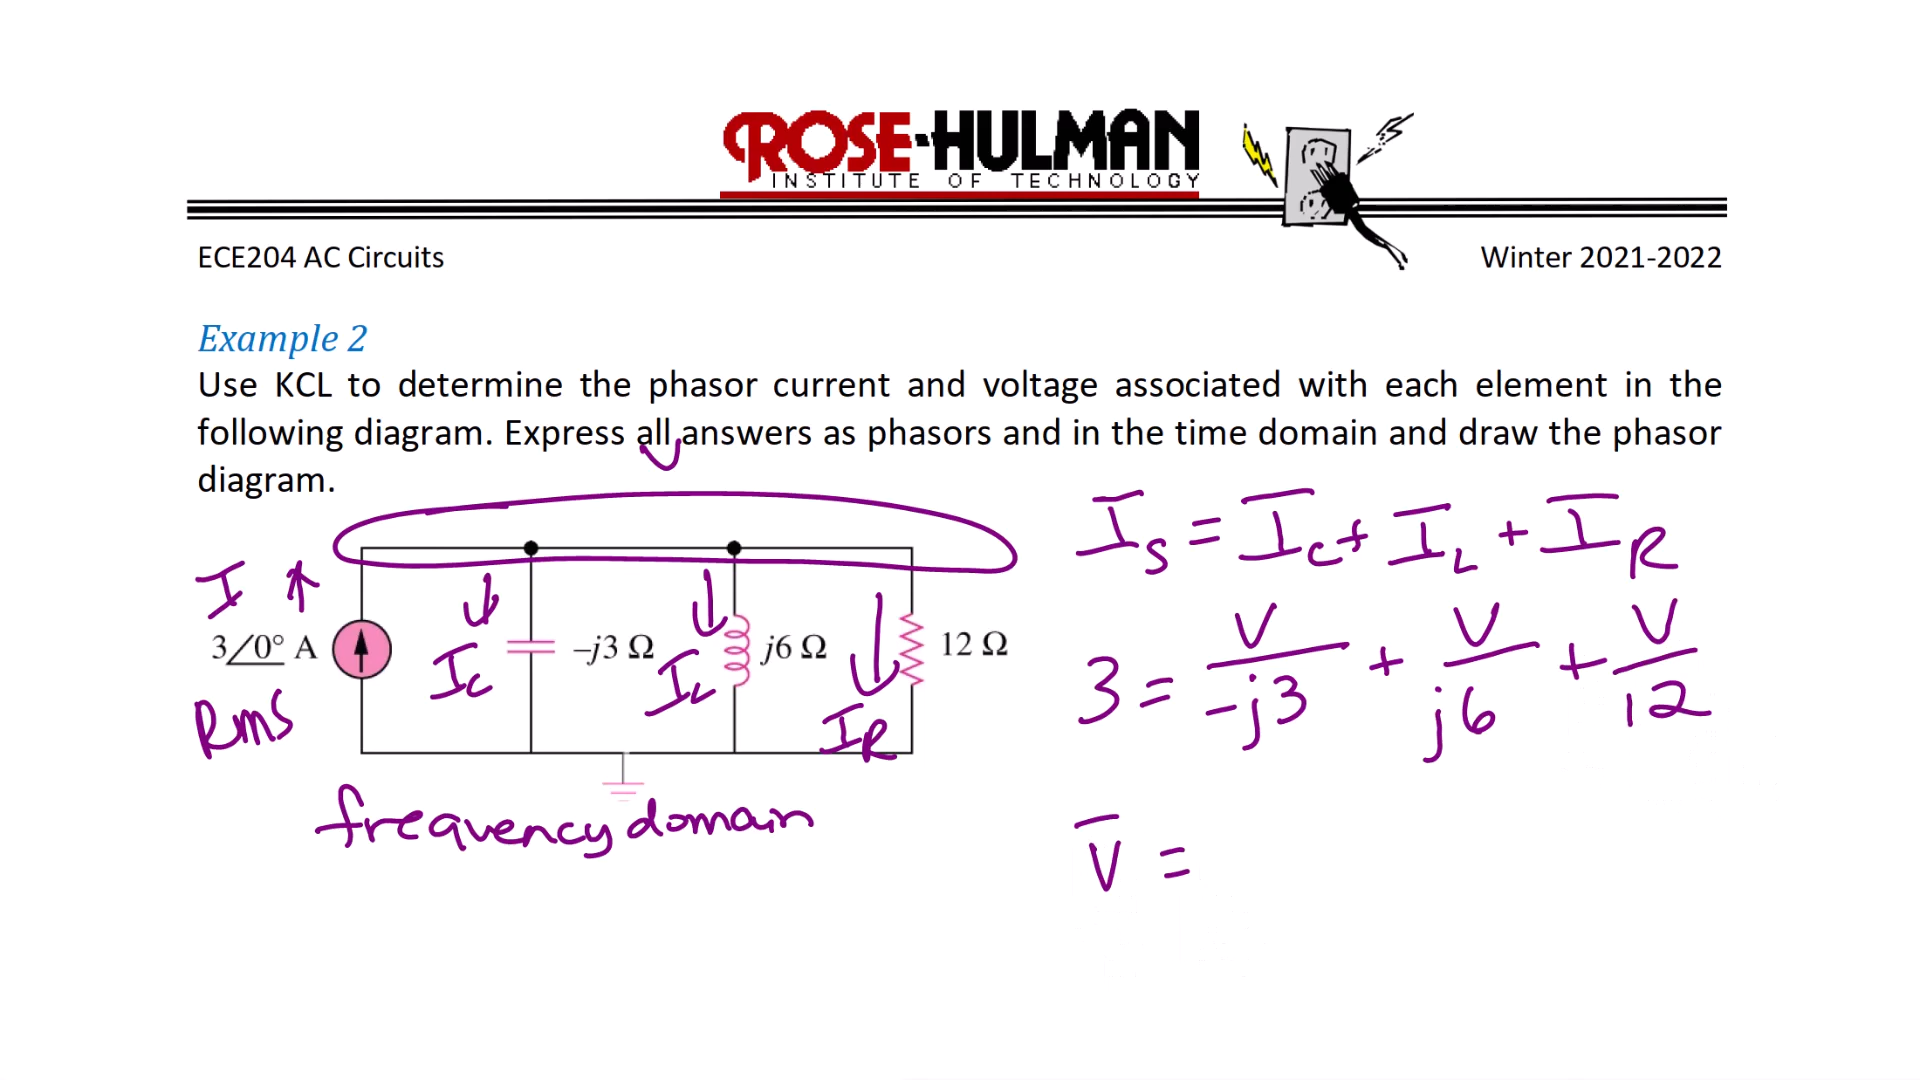 ROSE-HULMAN
INSTITUTE OF TECHNOLOGY
ECE204 AC Circuits
Winter 2021-2022
Example 2
Use KCL to determine the phasor current and voltage associated with each element in the
following diagram. Express all answers as phasors and in the time domain and draw the phasor
diagram.
V
I
3∠0° A
RMS
IC
–j3 Ω
IL
j6 Ω
IR
12 Ω
frequency domain
IS = IC + IL + IR
3 = V/-j3 + V/j6 + V/12
V =